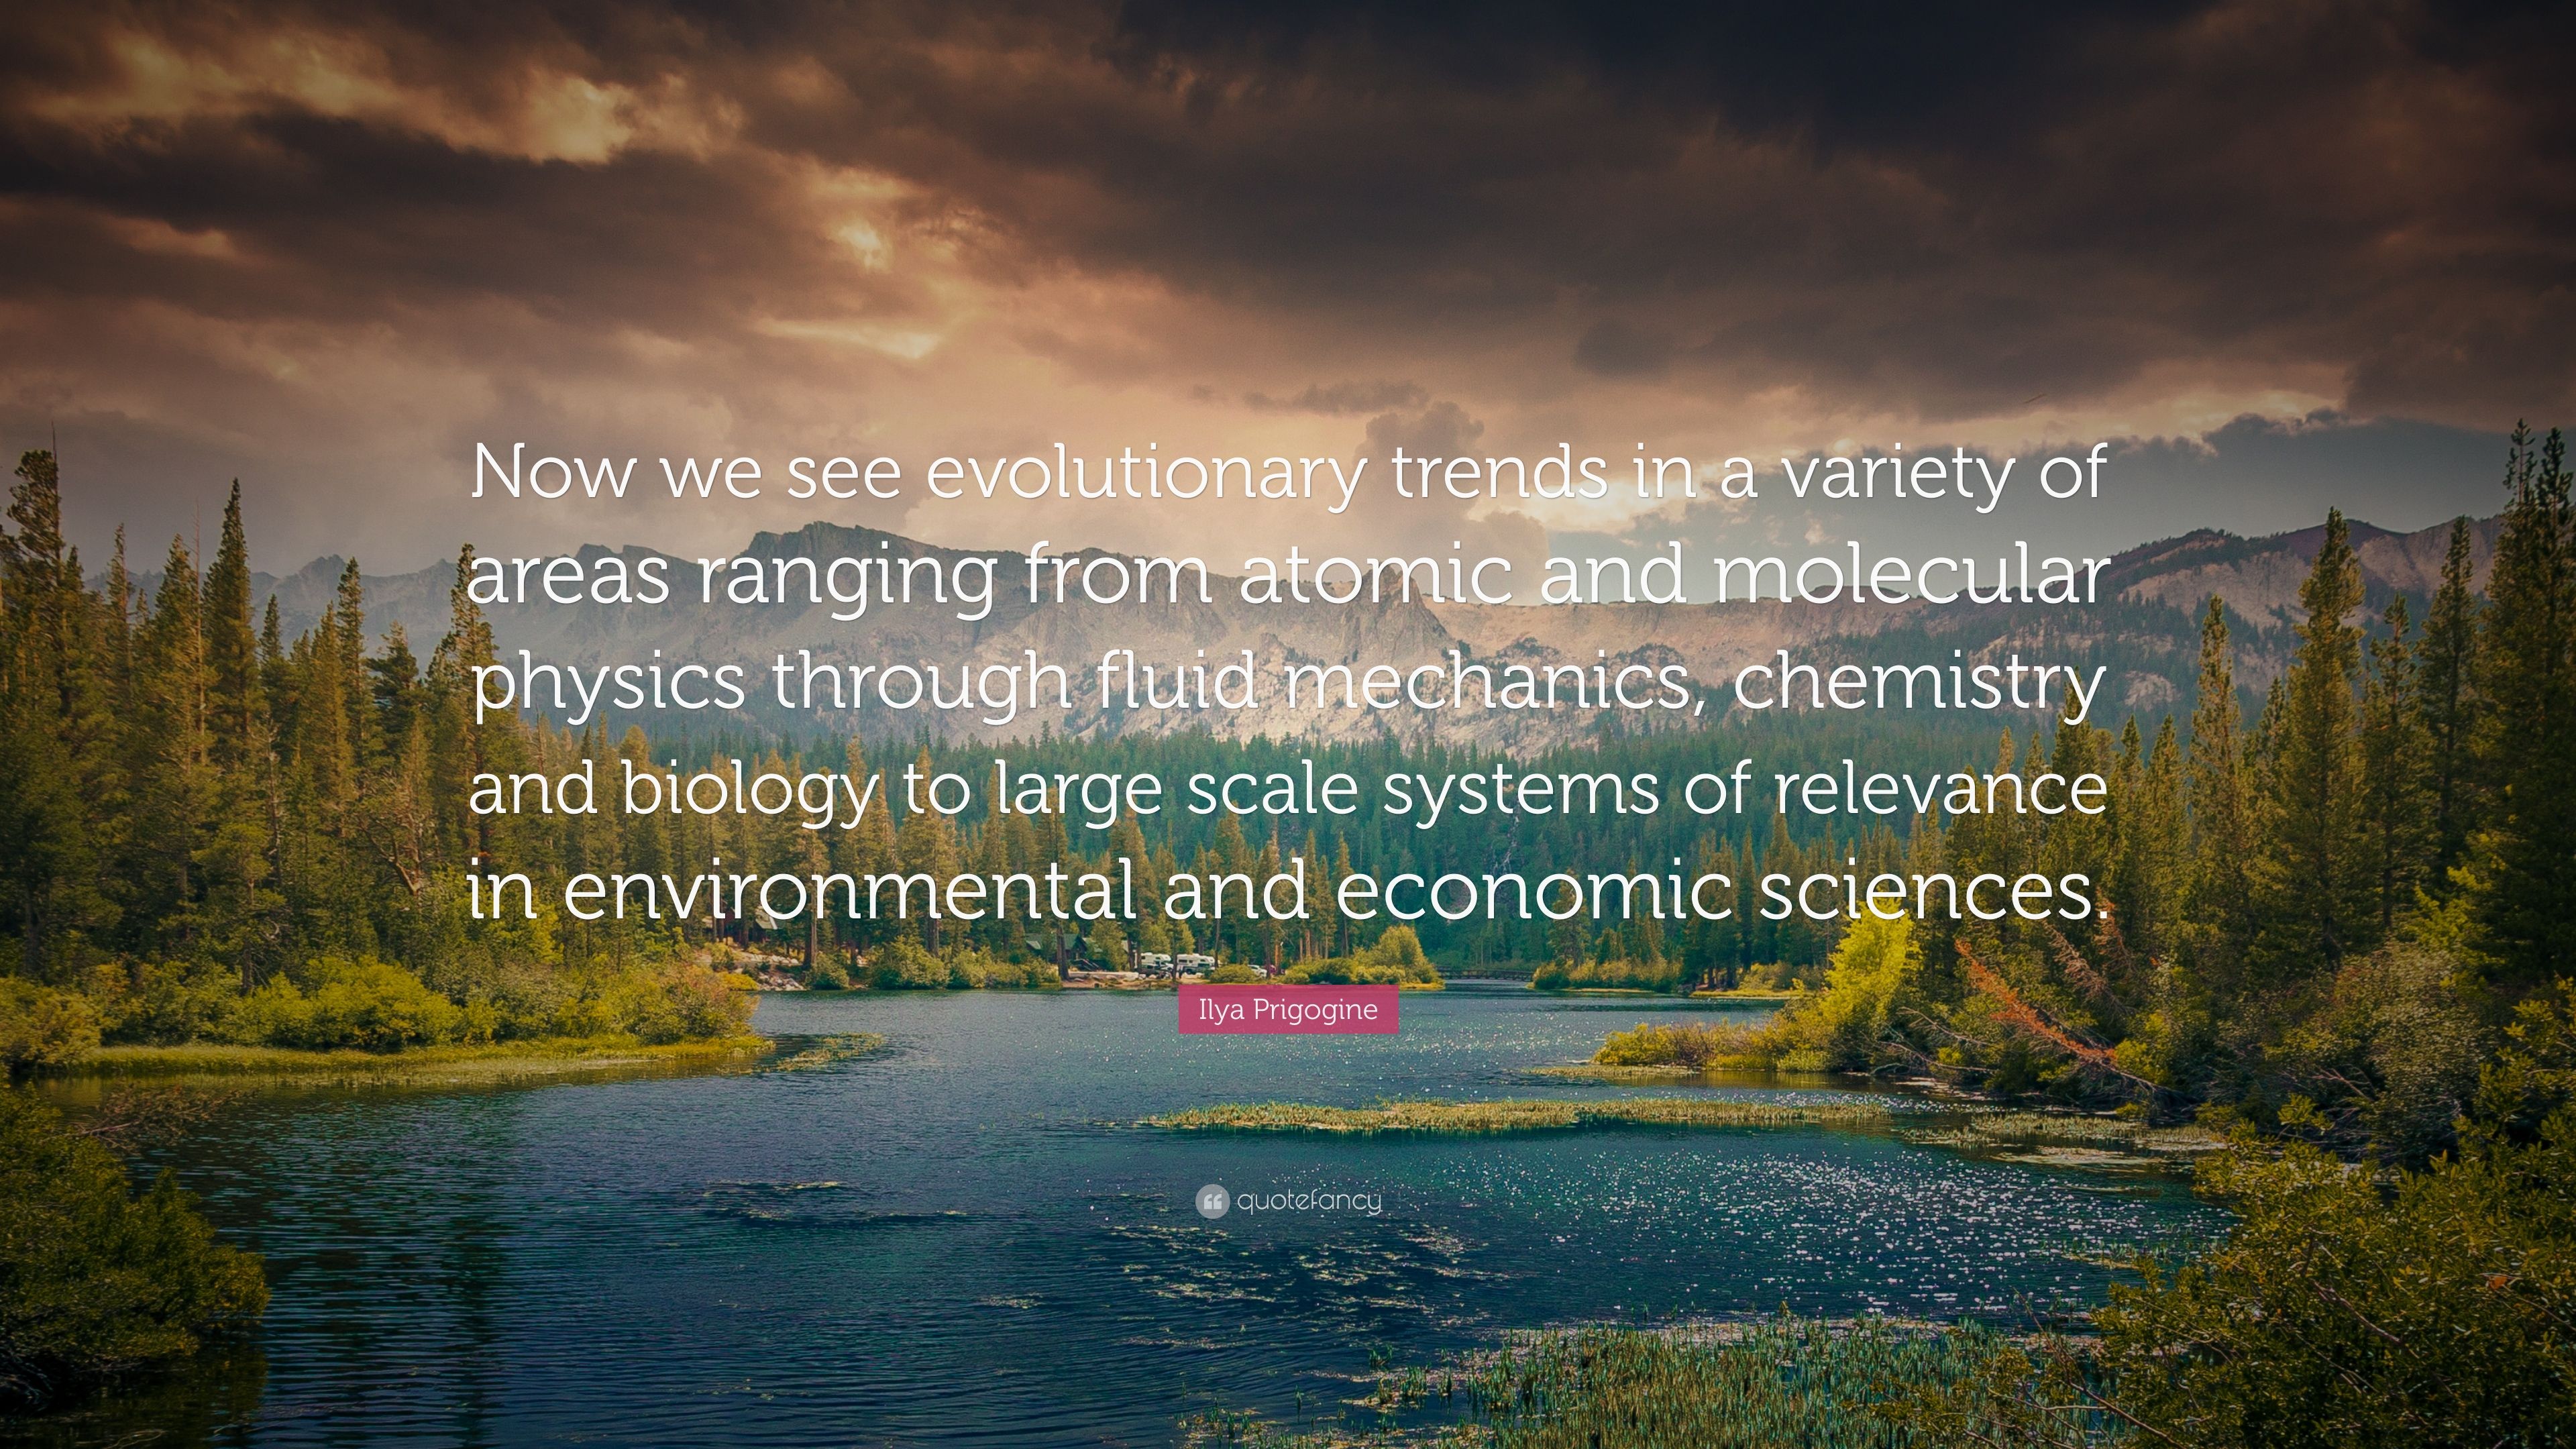 Now we see evolutionary trends in a variety of
areas ranging from atomic and molecular
physics through fluid mechanics, chemistry
and biology to large scale systems of relevance
in environmental and economic sciences.
Ilya Prigogine
quotefancy